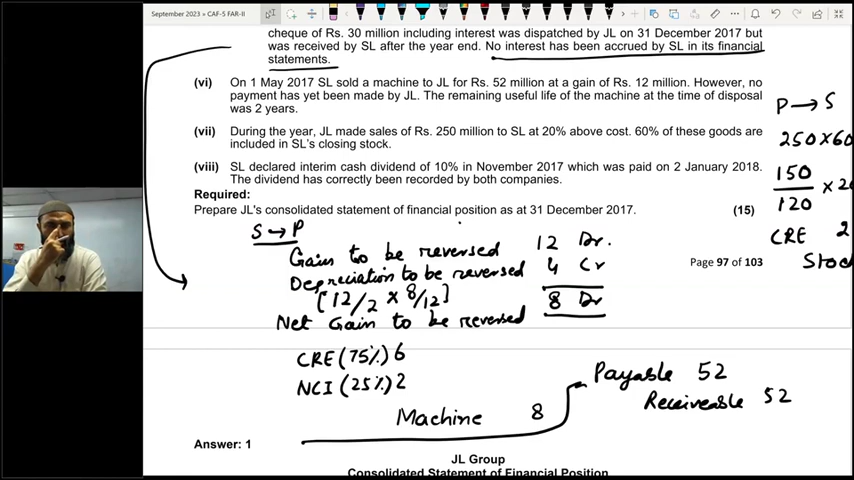 September 2023 » CAF-5 FAR-II
cheque of Rs. 30 million including interest was dispatched by JL on 31 December 2017 but
was received by SL after the year end. No interest has been accrued by SL in its financial
statements.
(vi) On 1 May 2017 SL sold a machine to JL for Rs. 52 million at a gain of Rs. 12 million. However, no
payment has yet been made by JL. The remaining useful life of the machine at the time of disposal
was 2 years.
(vii) During the year, JL made sales of Rs. 250 million to SL at 20% above cost. 60% of these goods are
included in SL's closing stock.
(viii) SL declared interim cash dividend of 10% in November 2017 which was paid on 2 January 2018.
The dividend has correctly been recorded by both companies.
Required:
Prepare JL's consolidated statement of financial position as at 31 December 2017. (15)
Page 97 of 103
P → S
250×60
150
120
× 20
CRE 2
Stoc
S → P
Gain to be reversed 12 Dr.
Depreciation to be reversed 4 Cr
[12/2 × 8/12] 8 Dr
Net Gain to be reversed
CRE (75%) 6
NCI (25%) 2
Machine 8
Payable 52
Receiveable 52
Answer: 1
JL Group
Consolidated Statement of Financial Position